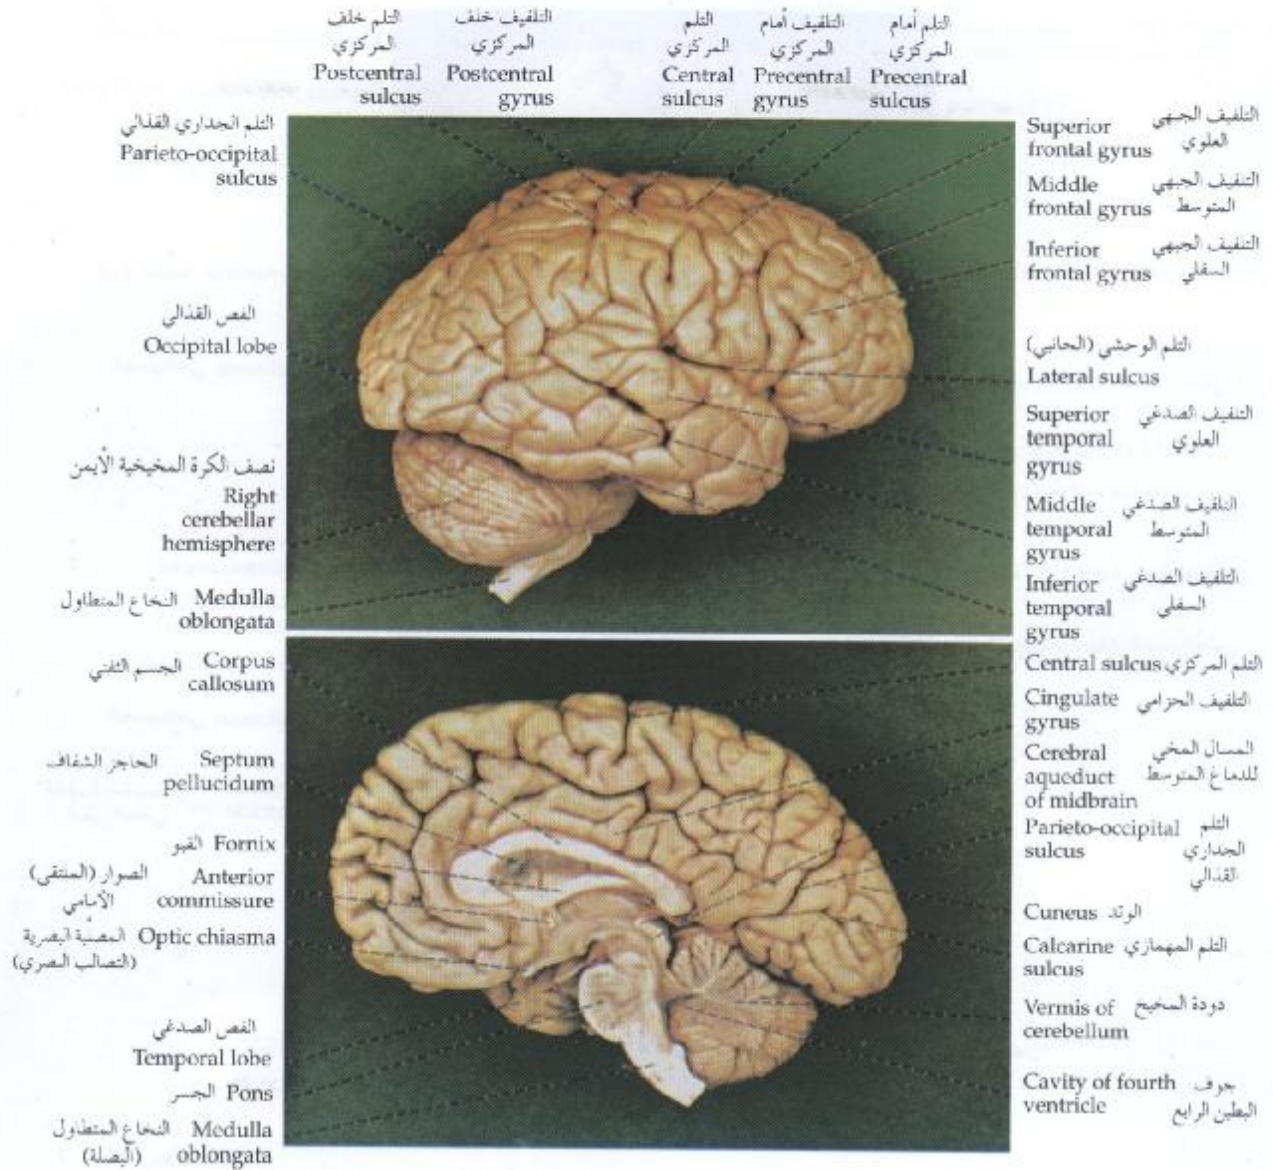 التلم خلف
المركزي
Postcentral
sulcus
التلفيف خلف
المركزي
Postcentral
gyrus
التلم
المركزي
Central
sulcus
التلفيف أمام
المركزي
Precentral
gyrus
التلم أمام
المركزي
Precentral
sulcus
التلم الجداري القذالي
Parieto-occipital
sulcus
الفص القذالي
Occipital lobe
نصف الكرة المخيخية الأيمن
Right
cerebellar
hemisphere
النخاع المتطاول Medulla
oblongata
Superior التلفيف الجبهي
frontal gyrus العلوي
Middle التلفيف الجبهي
frontal gyrus المتوسط
Inferior التلفيف الجبهي
frontal gyrus السفلي
التلم الوحشي (الجانبي)
Lateral sulcus
Superior التلفيف الصدغي
temporal العلوي
gyrus
Middle التلفيف الصدغي
temporal المتوسط
gyrus
Inferior التلفيف الصدغي
temporal السفلي
gyrus
الجسم الثفني Corpus
callosum
الحاجز الشفاف Septum
pellucidum
القبو Fornix
الصوار (الملتقى) Anterior
الأمامي commissure
المصلبة البصرية Optic chiasma
(التصالب البصري)
الفص الصدغي
Temporal lobe
الجسر Pons
النخاع المتطاول Medulla
(البصلة) oblongata
Central sulcus التلم المركزي
Cingulate التلفيف الحزامي
gyrus
Cerebral المسال المخي
aqueduct للدماغ المتوسط
of midbrain
Parieto-occipital التلم
sulcus الجداري
القذالي
Cuneus الوتد
Calcarine التلم المهمازي
sulcus
Vermis of دودة المخيخ
cerebellum
Cavity of fourth جوف
ventricle البطين الرابع